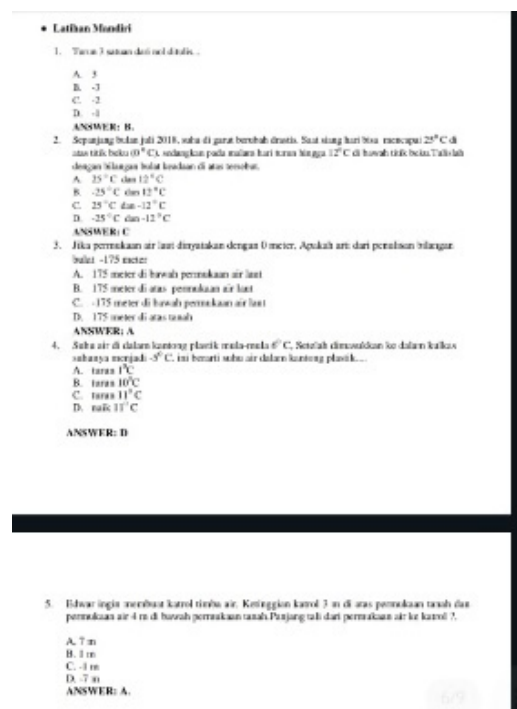 • Latihan Mandiri
1. Turun 3 satuan dari nol ditulis...
A. 3
B. -3
C. -2
D. -1
ANSWER: B.
2. Sepanjang bulan juli 2018, suhu di garut berubah drastis. Saat siang hari bisa mencapai 25°C di
atas titik beku (0°C), sedangkan pada malam hari turun hingga 12°C di bawah titik beku.Tulislah
dengan bilangan bulat keadaan di atas tersebut.
A. 25°C dan 12°C
B. -25°C dan 12°C
C. 25°C dan -12°C
D. -25°C dan -12°C
ANSWER: C
3. Jika permukaan air laut dinyatakan dengan 0 meter, Apakah arti dari penulisan bilangan
bulat -175 meter
A. 175 meter di bawah permukaan air laut
B. 175 meter di atas permukaan air laut
C. -175 meter di bawah permukaan air laut
D. 175 meter di atas tanah
ANSWER: A
4. Suhu air di dalam kantong plastik mula-mula 6°C, Setelah dimasukkan ke dalam kulkas
suhunya menjadi -5°C. ini berarti suhu air dalam kantong plastik....
A. turun 1°C
B. turun 10°C
C. turun 11°C
D. naik 11°C
ANSWER: D
5. Edwar ingin membuat katrol timba air. Ketinggian katrol 3 m di atas permukaan tanah dan
permukaan air 4 m di bawah permukaan tanah.Panjang tali dari permukaan air ke katrol ?.
A. 7 m
B. 1 m
C. -1 m
D. -7 m
ANSWER: A.
6/9